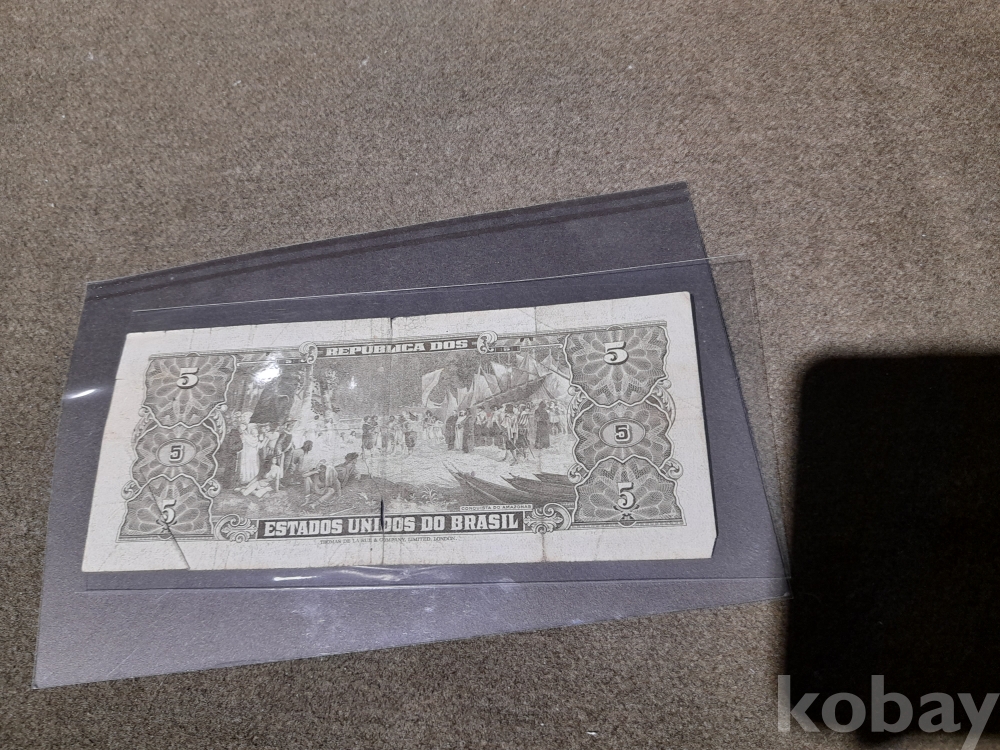 REPÚBLICA DOS
5
5
5
5
5
5
CONQUISTA DO AMAZONAS
ESTADOS UNIDOS DO BRASIL
THOMAS DE LA RUE & COMPANY, LIMITED, LONDON.
kobay